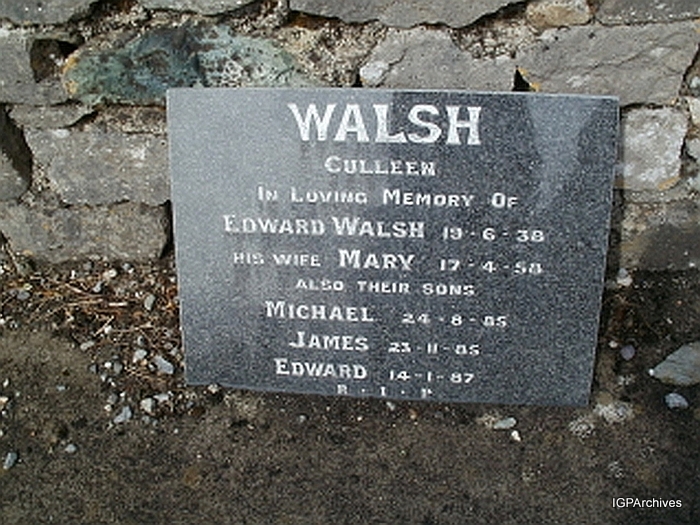 WALSH
CULLEEN
IN LOVING MEMORY OF
EDWARD WALSH 19-6-38
HIS WIFE MARY 17-4-58
ALSO THEIR SONS
MICHAEL 24-8-85
JAMES 23-11-85
EDWARD 14-1-87
R·I·P
IGPArchives